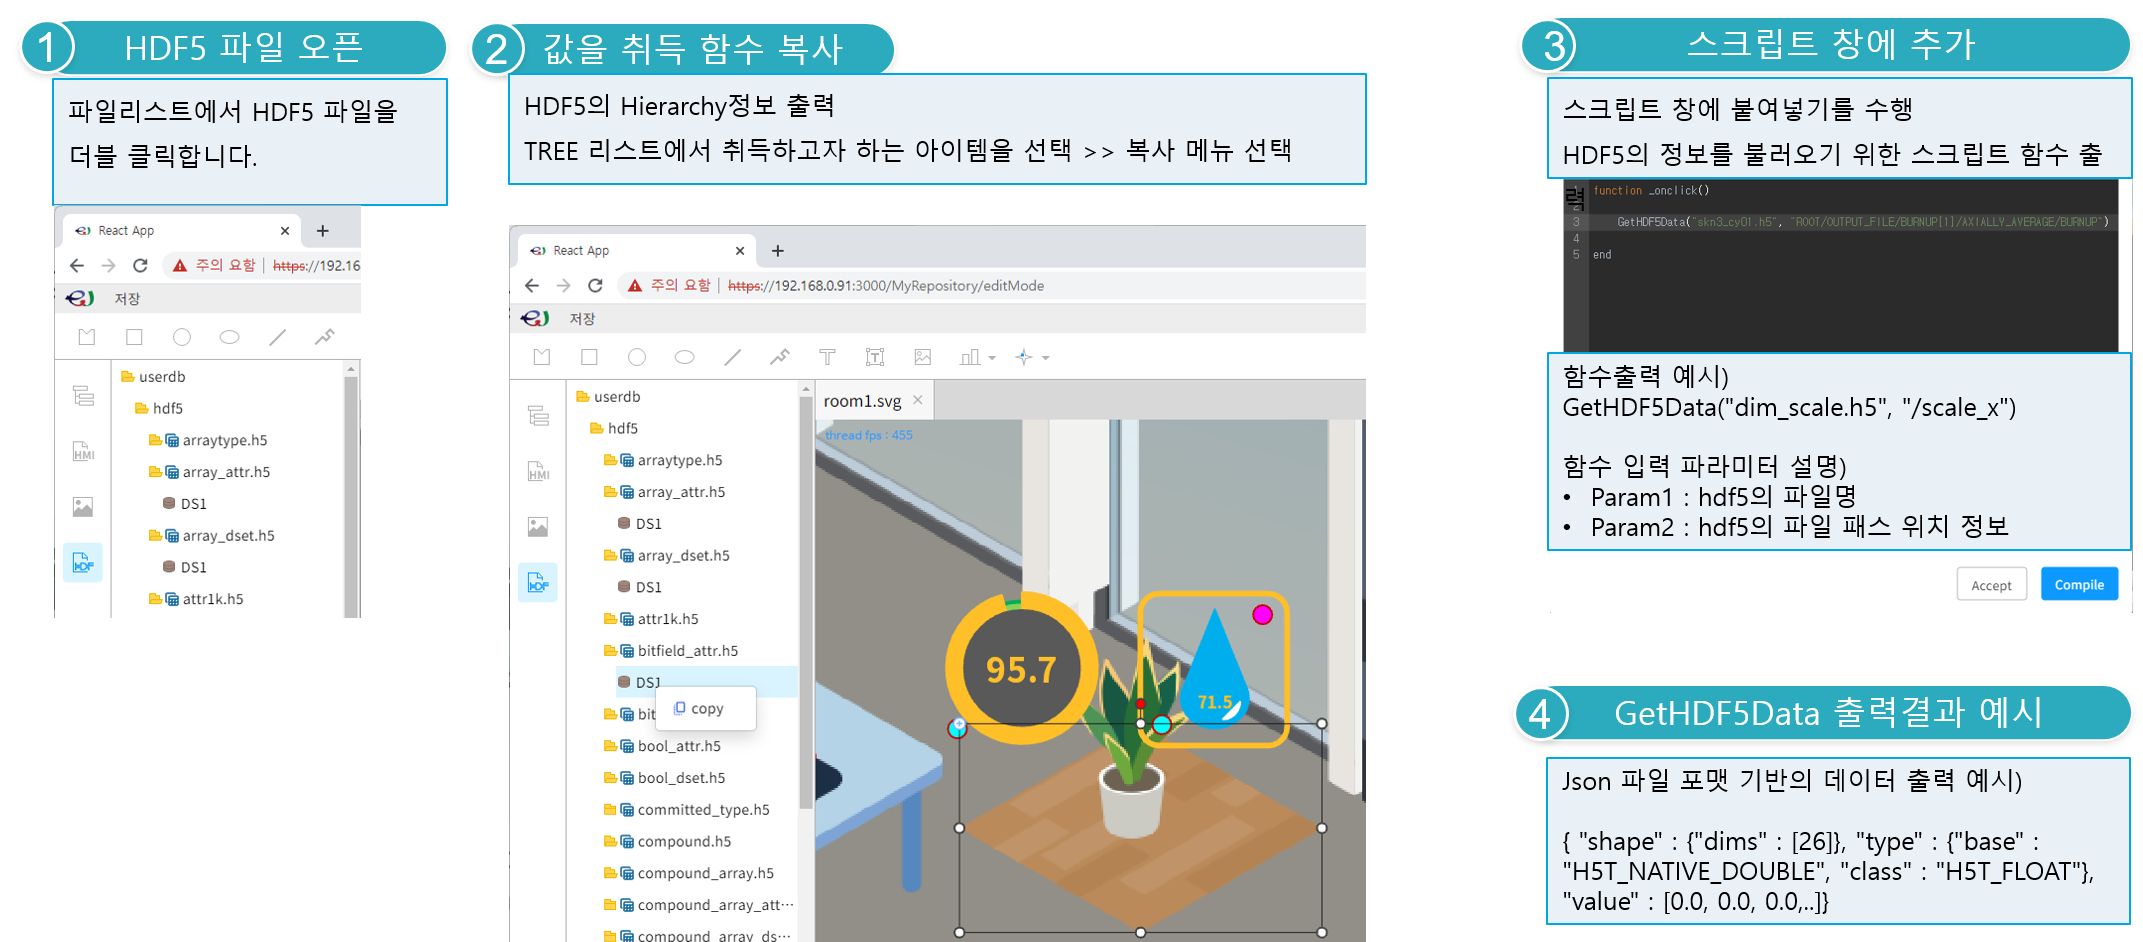 1 HDF5 파일 오픈
파일리스트에서 HDF5 파일을
더블 클릭합니다.
React App
주의 요함 | https://192.16
저장
userdb
hdf5
arraytype.h5
array_attr.h5
DS1
array_dset.h5
DS1
attr1k.h5
HMI
HDF
2 값을 취득 함수 복사
HDF5의 Hierarchy정보 출력
TREE 리스트에서 취득하고자 하는 아이템을 선택 >> 복사 메뉴 선택
React App
주의 요함 | https://192.168.0.91:3000/MyRepository/editMode
저장
userdb
hdf5
arraytype.h5
array_attr.h5
DS1
array_dset.h5
DS1
attr1k.h5
bitfield_attr.h5
DS1
copy
bit
bool_attr.h5
bool_dset.h5
committed_type.h5
compound.h5
compound_array.h5
compound_array_att···
compound_array_ds···
HMI
HDF
room1.svg
thread fps : 455
95.7
71.5
3 스크립트 창에 추가
스크립트 창에 붙여넣기를 수행
HDF5의 정보를 불러오기 위한 스크립트 함수 출
력
1 function _onclick()
2
3 GetHDF5Data("skn3_cy01.h5", "ROOT/OUTPUT_FILE/BURNUP[1]/AXIALLY_AVERAGE/BURNUP")
4
5 end
함수출력 예시)
GetHDF5Data("dim_scale.h5", "/scale_x")
함수 입력 파라미터 설명)
• Param1 : hdf5의 파일명
• Param2 : hdf5의 파일 패스 위치 정보
Accept Compile
4 GetHDF5Data 출력결과 예시
Json 파일 포맷 기반의 데이터 출력 예시)
{ "shape" : {"dims" : [26]}, "type" : {"base" :
"H5T_NATIVE_DOUBLE", "class" : "H5T_FLOAT"},
"value" : [0.0, 0.0, 0.0,..]}